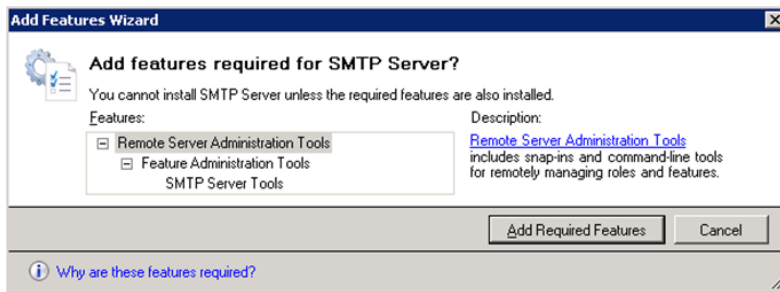 Add Features Wizard
Add features required for SMTP Server?
You cannot install SMTP Server unless the required features are also installed.
Features:
Remote Server Administration Tools
Feature Administration Tools
SMTP Server Tools
Description:
Remote Server Administration Tools
includes snap-ins and command-line tools
for remotely managing roles and features.
Add Required Features
Cancel
Why are these features required?